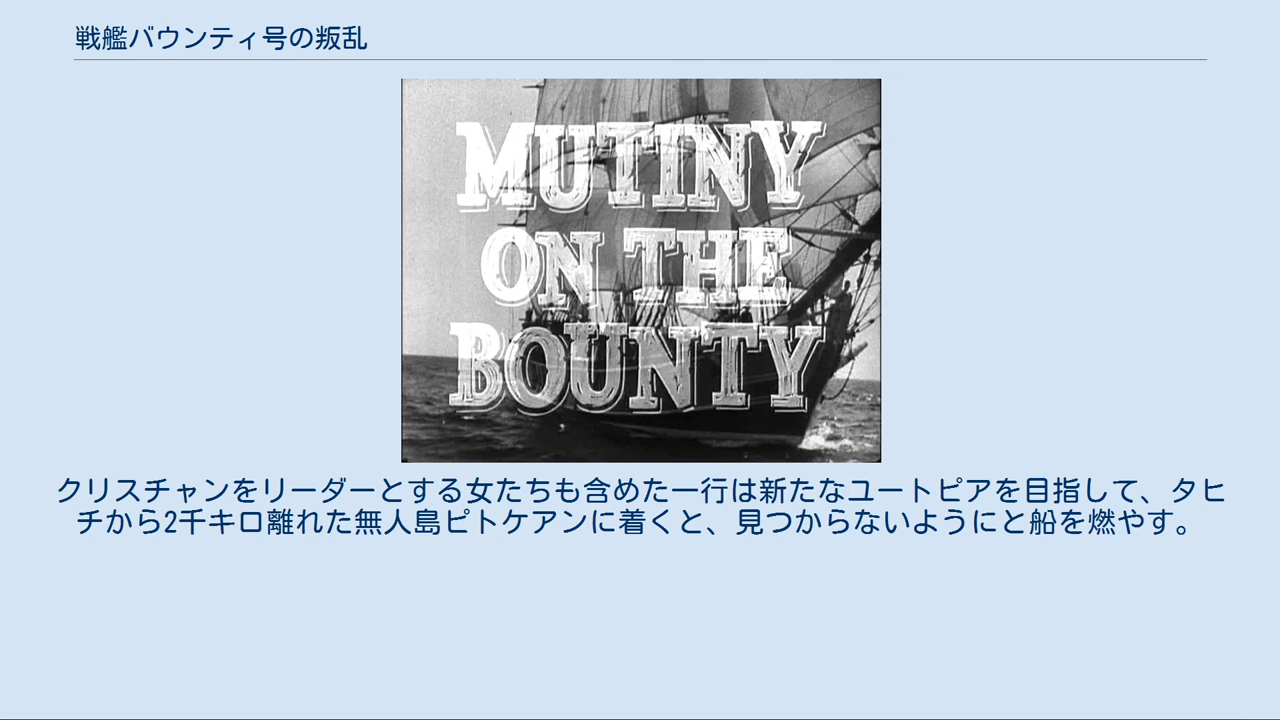 戦艦バウンティ号の叛乱
MUTINY
ON THE
BOUNTY
クリスチャンをリーダーとする女たちも含めた一行は新たなユートピアを目指して、タヒ
チから2千キロ離れた無人島ピトケアンに着くと、見つからないようにと船を燃やす。